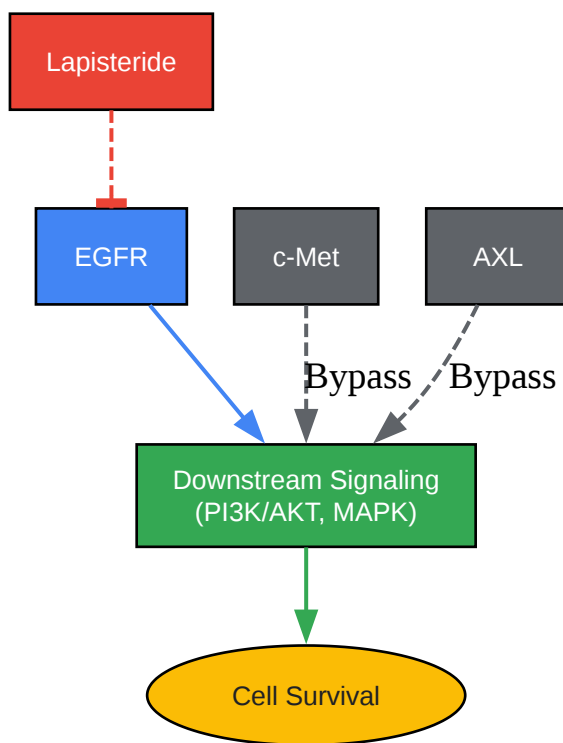 Lapisteride
EGFR
c-Met
AXL
Bypass
Bypass
Downstream Signaling
(PI3K/AKT, MAPK)
Cell Survival